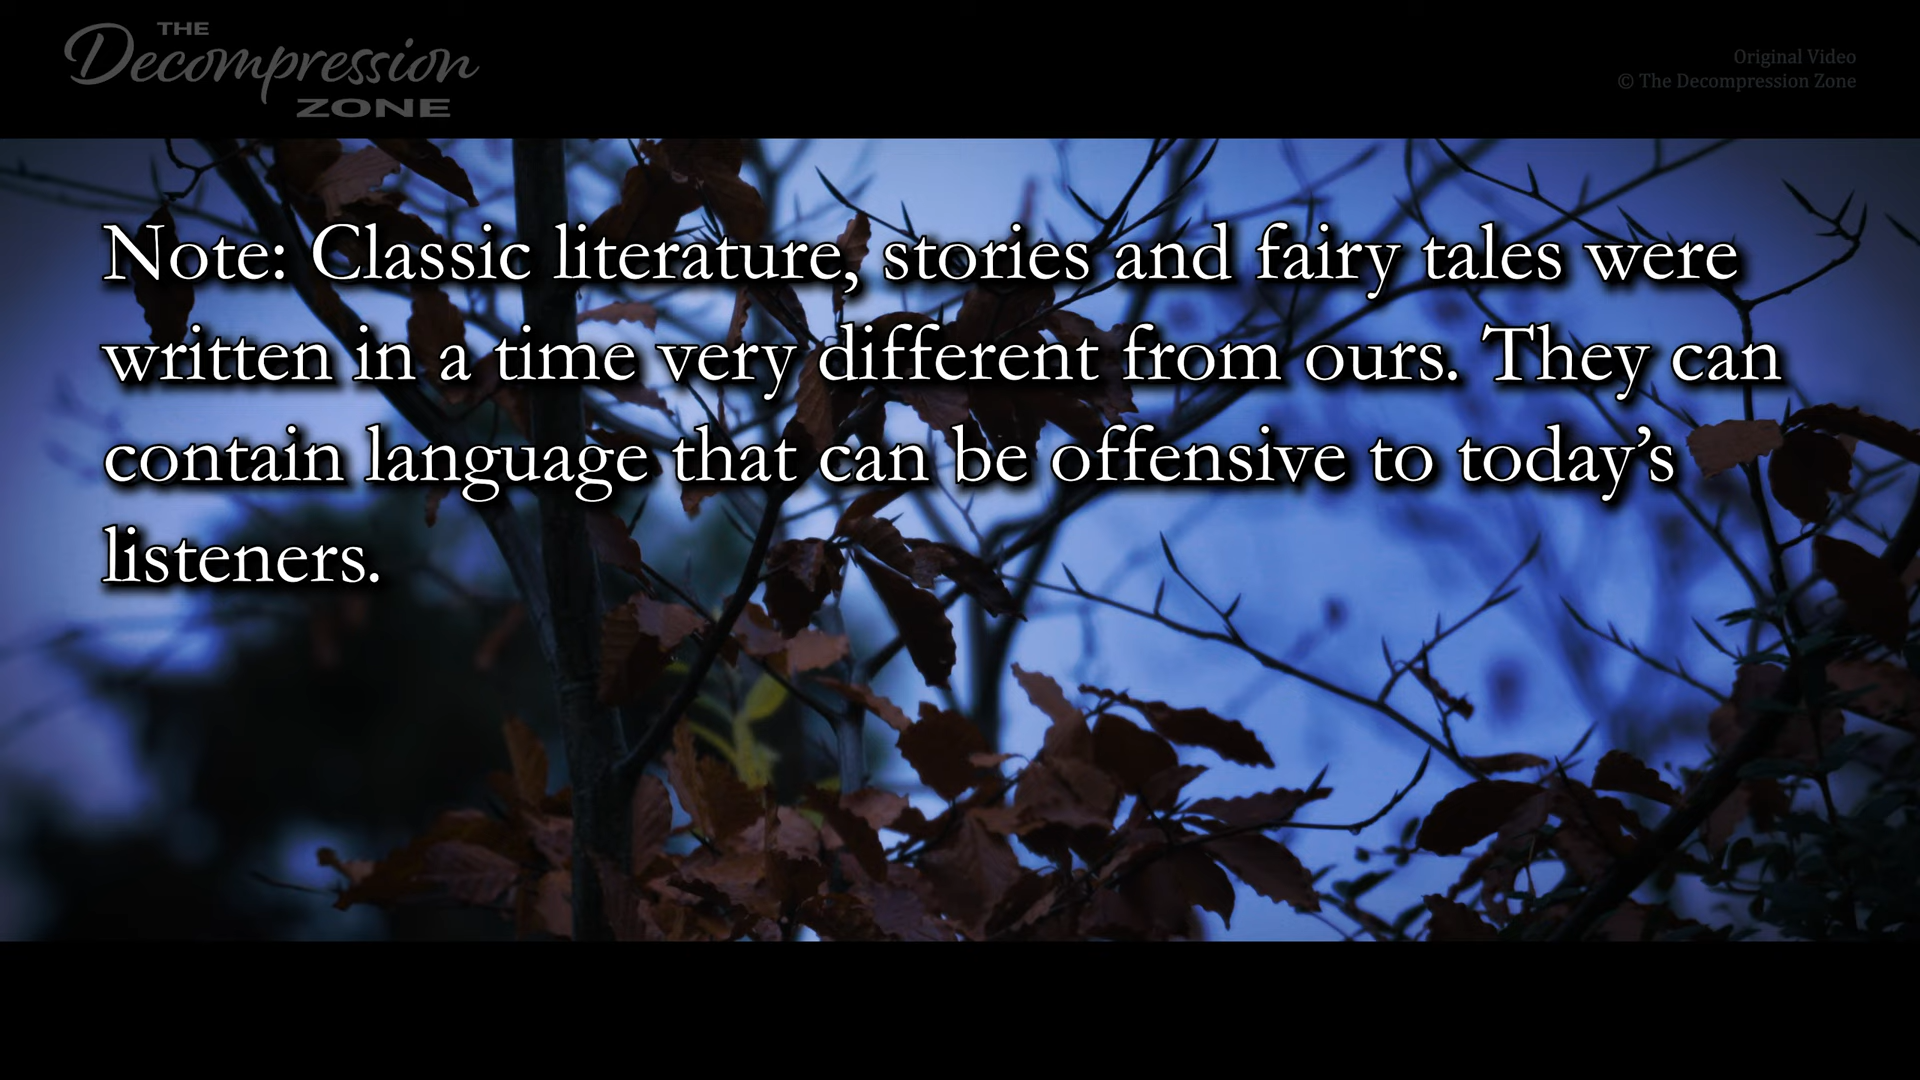 THE
Decompression
ZONE
Original Video
© The Decompression Zone
Note: Classic literature, stories and fairy tales were
written in a time very different from ours. They can
contain language that can be offensive to today’s
listeners.